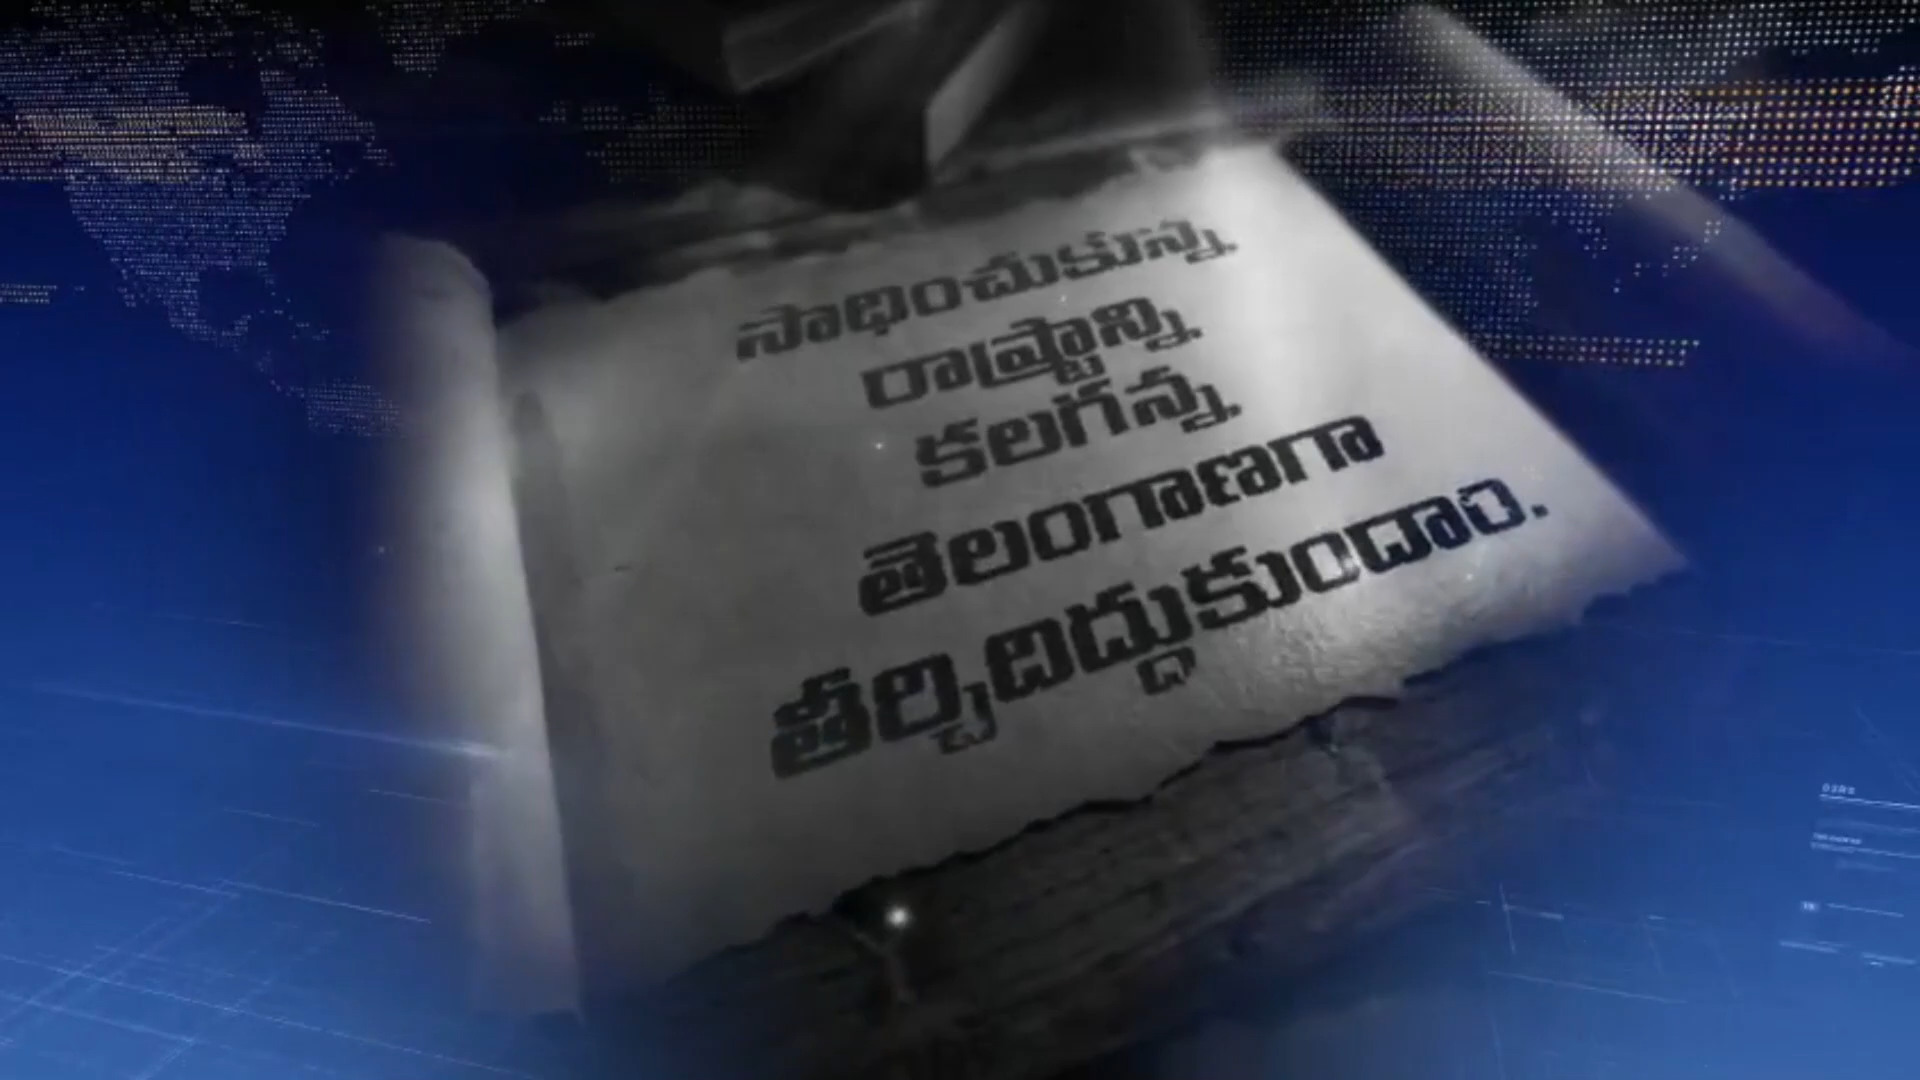 సాధించుకున్న
రాష్ట్రాన్ని
కలగన్న
తెలంగాణగా
తీర్చిదిద్దుకుందాం.